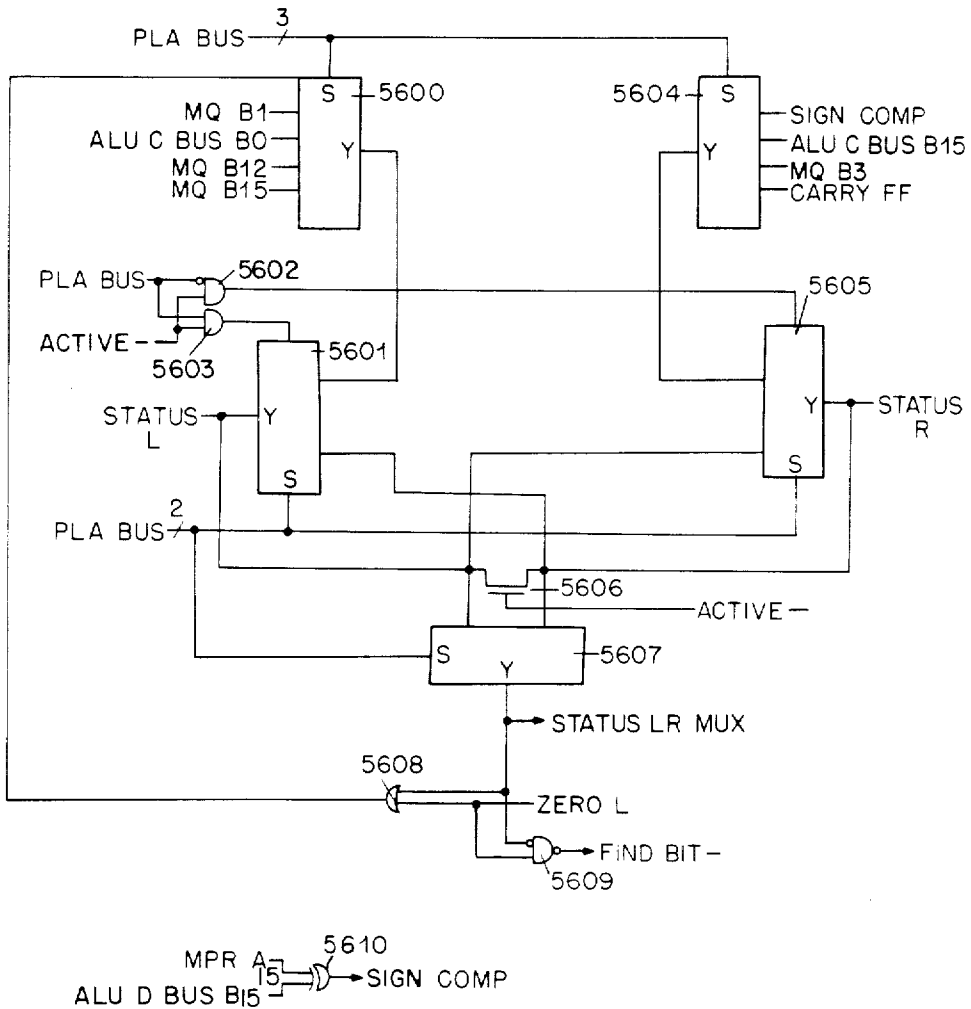 3
PLA BUS
S
5600
MQ B1
ALU C BUS B0
MQ B12
MQ B15
Y
5604
S
Y
SIGN COMP
ALU C BUS B15
MQ B3
CARRY FF
PLA BUS
5602
ACTIVE-
5603
5601
5605
STATUS
L
Y
S
Y
S
STATUS
R
2
PLA BUS
5606
ACTIVE-
S
Y
5607
STATUS LR MUX
5608
ZERO L
FIND BIT-
5609
5610
MPR A
15
SIGN COMP
ALU D BUS B15